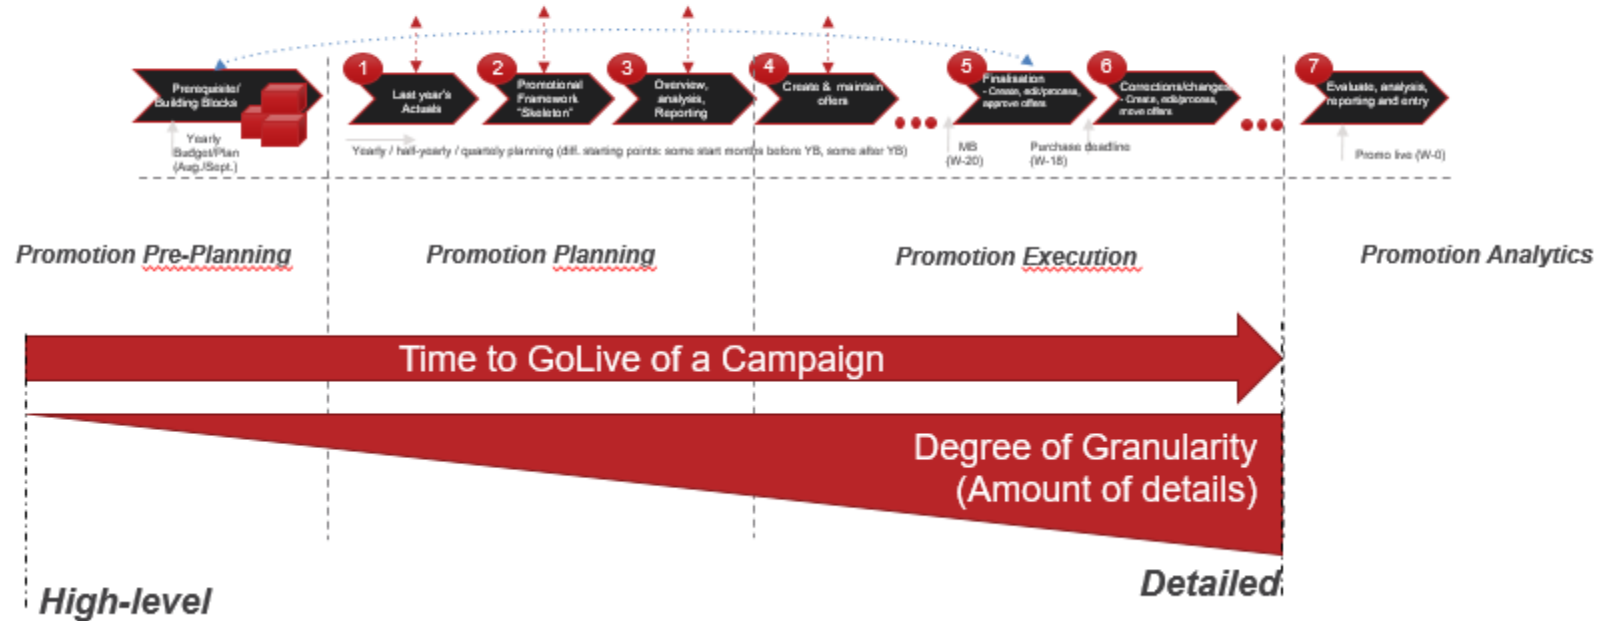 1
2
3
4
5
6
7
Prerequisite/
Building Blocks
Last year's
Actuals
Promotional
Framework
"Skeleton"
Overview,
analysis,
Reporting
Create & maintain
offers
Finalisation
- Create, edit/process,
approve offers
Corrections/changes
- Create, edit/process,
move offers
Evaluate, analysis,
reporting and entry
Yearly
Budget/Plan
(Aug./Sept.)
Yearly / half-yearly / quartely planning (diff. starting points: some start months before YB, some after YB)
MB
(W-20)
Purchase deadline
(W-18)
Promo live (W-0)
Promotion Pre-Planning
Promotion Planning
Promotion Execution
Promotion Analytics
Time to GoLive of a Campaign
Degree of Granularity
(Amount of details)
High-level
Detailed